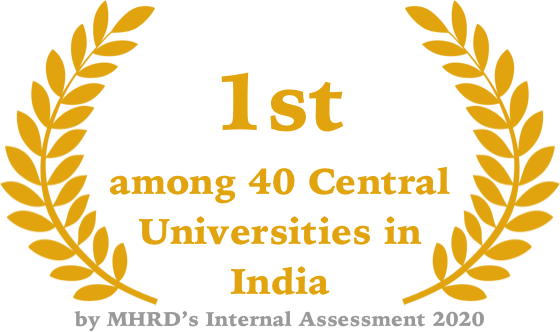 1st
among 40 Central
Universities in
India
by MHRD's Internal Assessment 2020